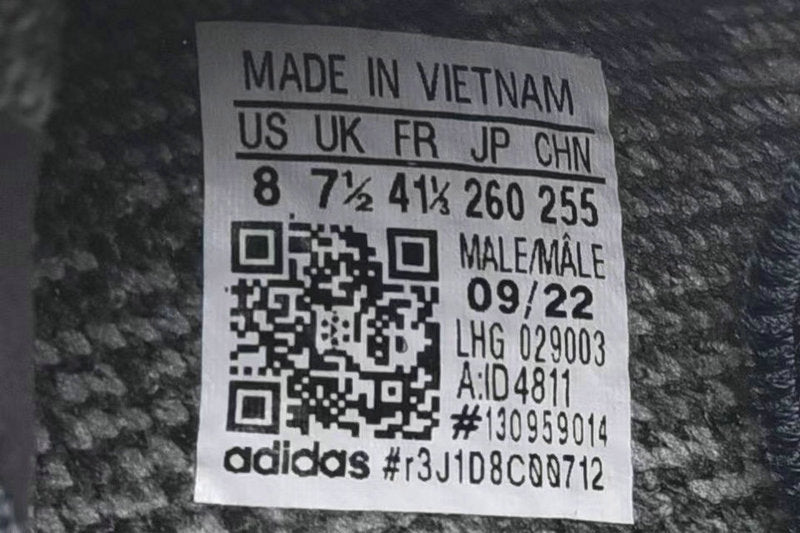 MADE IN VIETNAM
US UK FR JP CHN
8 7½ 41⅓ 260 255
MALE/MÂLE
09/22
LHG 029003
A:ID4811
#130959014
adidas #r3J1D8C00712